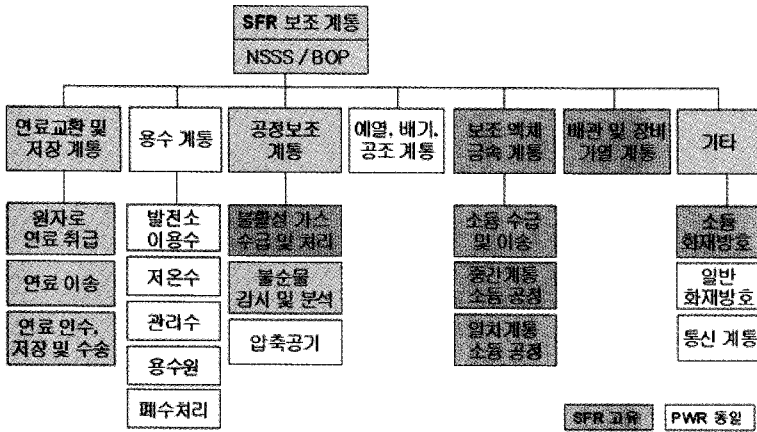 SFR 보조 계통
NSSS / BOP
연료교환 및
저장 계통
용수 계통
공정보조
계통
예열, 배기,
공조 계통
보조 액체
금속 계통
배관 및 장비
가열 계통
기타
원자로
연료 취급
연료 이송
연료 인수,
저장 및 수송
발전소
이용수
저온수
관리수
용수원
폐수처리
불활성 가스
수급 및 처리
불순물
감시 및 분석
압축공기
소듐 수급
및 이송
중간계통
소듐 공정
일차계통
소듐 공정
소듐
화재방호
일반
화재방호
통신 계통
SFR 고유
PWR 동일